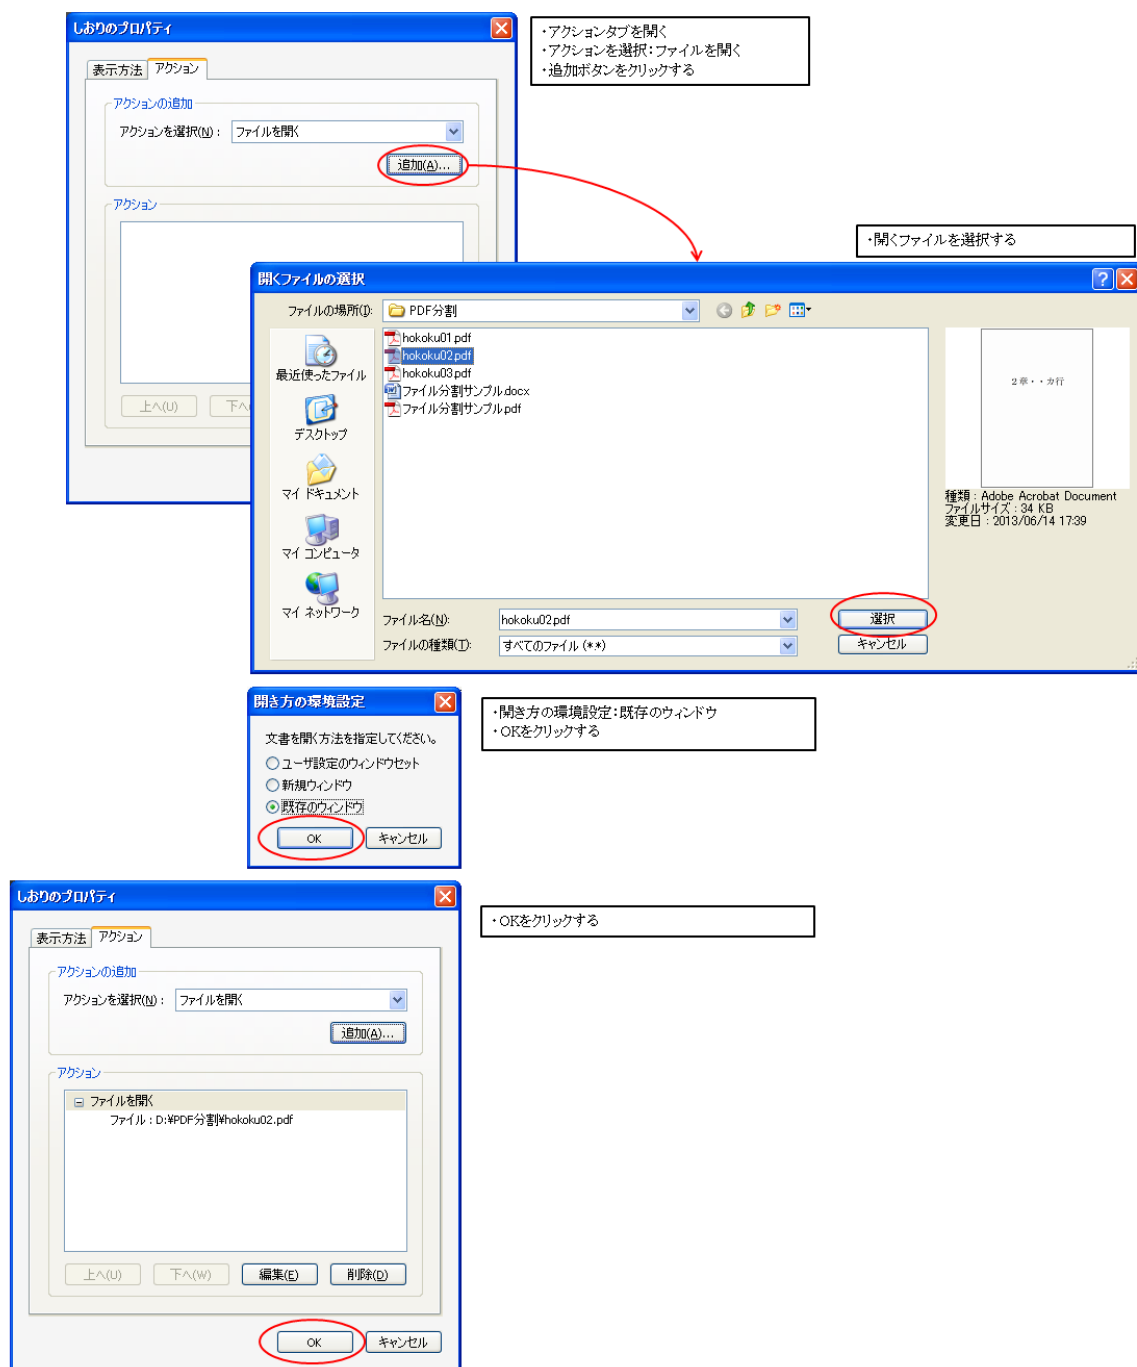 しおりのプロパティ
・アクションタブを開く
・アクションを選択：ファイルを開く
・追加ボタンをクリックする
表示方法 アクション
アクションの追加
アクションを選択(N)： ファイルを開く
追加(A)...
アクション
上へ(U) 下へ(
・開くファイルを選択する
開くファイルの選択
ファイルの場所(I): PDF分割
最近使ったファイル
デスクトップ
マイ ドキュメント
マイ コンピュータ
マイ ネットワーク
hokoku01.pdf
hokoku02.pdf
hokoku03.pdf
ファイル分割サンプル.docx
ファイル分割サンプル.pdf
2章・・カ行
種類 : Adobe Acrobat Document
ファイルサイズ : 34 KB
変更日 : 2013/06/14 17:39
ファイル名(N): hokoku02.pdf 選択
ファイルの種類(T): すべてのファイル (*.*) キャンセル
開き方の環境設定
文書を開く方法を指定してください。
ユーザ設定のウィンドウセット
新規ウィンドウ
既存のウィンドウ
OK キャンセル
・開き方の環境設定：既存のウィンドウ
・OKをクリックする
しおりのプロパティ
・OKをクリックする
表示方法 アクション
アクションの追加
アクションを選択(N)： ファイルを開く
追加(A)...
アクション
ファイルを開く
ファイル : D:¥PDF分割¥hokoku02.pdf
上へ(U) 下へ(W) 編集(E) 削除(D)
OK キャンセル